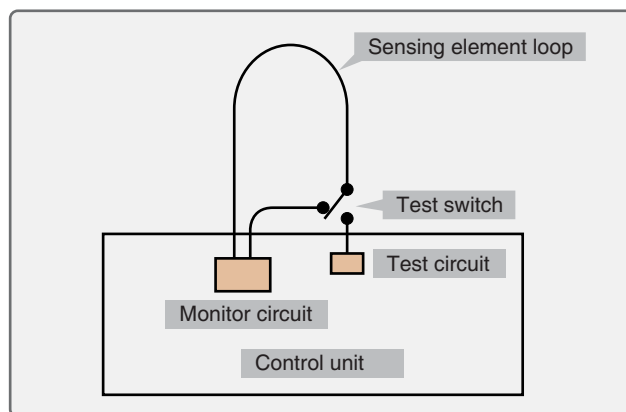 Sensing element loop
Test switch
Test circuit
Monitor circuit
Control unit